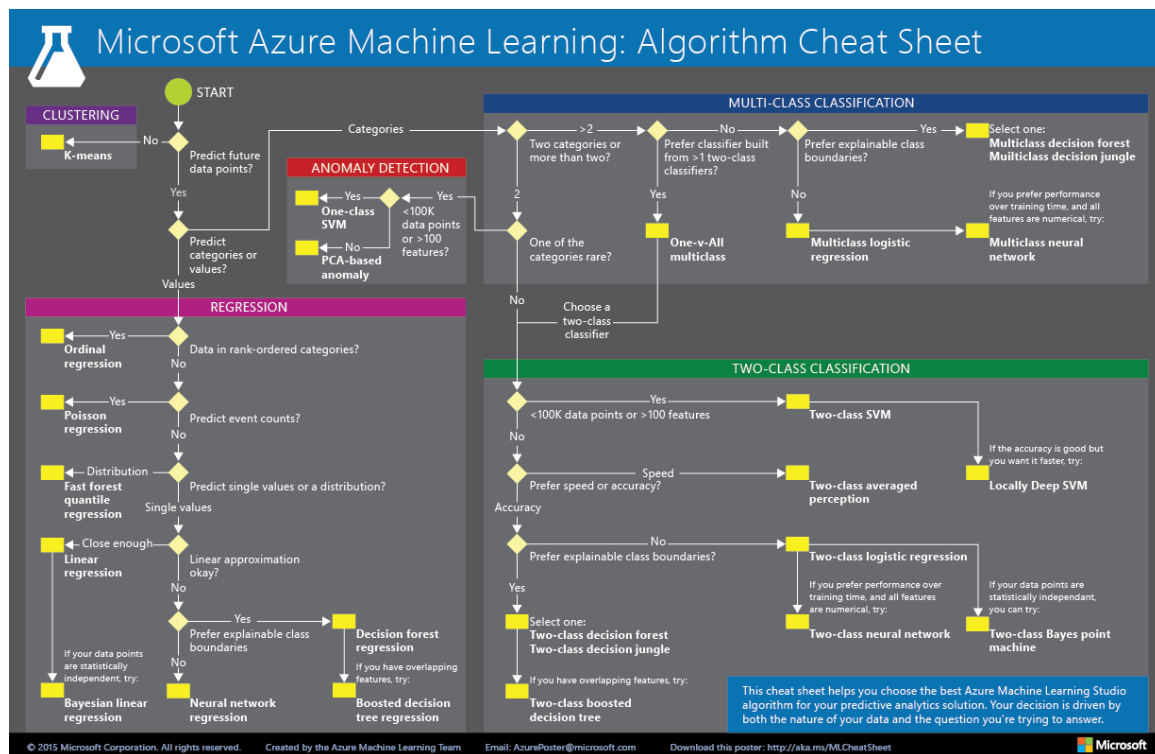 Microsoft Azure Machine Learning: Algorithm Cheat Sheet
START
CLUSTERING
No
K-means
Predict future
data points?
Yes
Predict
categories or
values?
Categories
Values
ANOMALY DETECTION
Yes
One-class
SVM
Yes
<100K
data points
or >100
features?
No
PCA-based
anomaly
MULTI-CLASS CLASSIFICATION
>2
Two categories or
more than two?
2
One of the
categories rare?
No
No
Prefer classifier built
from >1 two-class
classifiers?
Yes
One-v-All
multiclass
Choose a
two-class
classifier
Yes
Prefer explainable class
boundaries?
No
Multiclass logistic
regression
Select one:
Multiclass decision forest
Muilticlass decision jungle
If you prefer performance
over training time, and all
features are numerical, try:
Multiclass neural
network
REGRESSION
Yes
Ordinal
regression
Data in rank-ordered categories?
No
Yes
Poisson
regression
Predict event counts?
No
Distribution
Fast forest
quantile
regression
Predict single values or a distribution?
Single values
Close enough
Linear
regression
Linear approximation
okay?
No
Yes
Prefer explainable class
boundaries
No
Decision forest
regression
If your data points
are statistically
independent, try:
Bayesian linear
regression
Neural network
regression
If you have overlapping
features, try:
Boosted decision
tree regression
TWO-CLASS CLASSIFICATION
Yes
<100K data points or >100 features
Two-class SVM
No
If the accuracy is good but
you want it faster, try:
Locally Deep SVM
Speed
Prefer speed or accuracy?
Two-class averaged
perception
Accuracy
No
Prefer explainable class boundaries?
Two-class logistic regression
Yes
Select one:
Two-class decision forest
Two-class decision jungle
If you prefer performance over
training time, and all features
are numerical, try:
Two-class neural network
If your data points are
statistically independant,
you can try:
Two-class Bayes point
machine
If you have overlapping features, try:
Two-class boosted
decision tree
This cheat sheet helps you choose the best Azure Machine Learning Studio
algorithm for your predictive analytics solution. Your decision is driven by
both the nature of your data and the question you're trying to answer.
© 2015 Microsoft Corporation. All rights reserved. Created by the Azure Machine Learning Team Email: AzurePoster@microsoft.com Download this poster: http://aka.ms/MLCheatSheet Microsoft